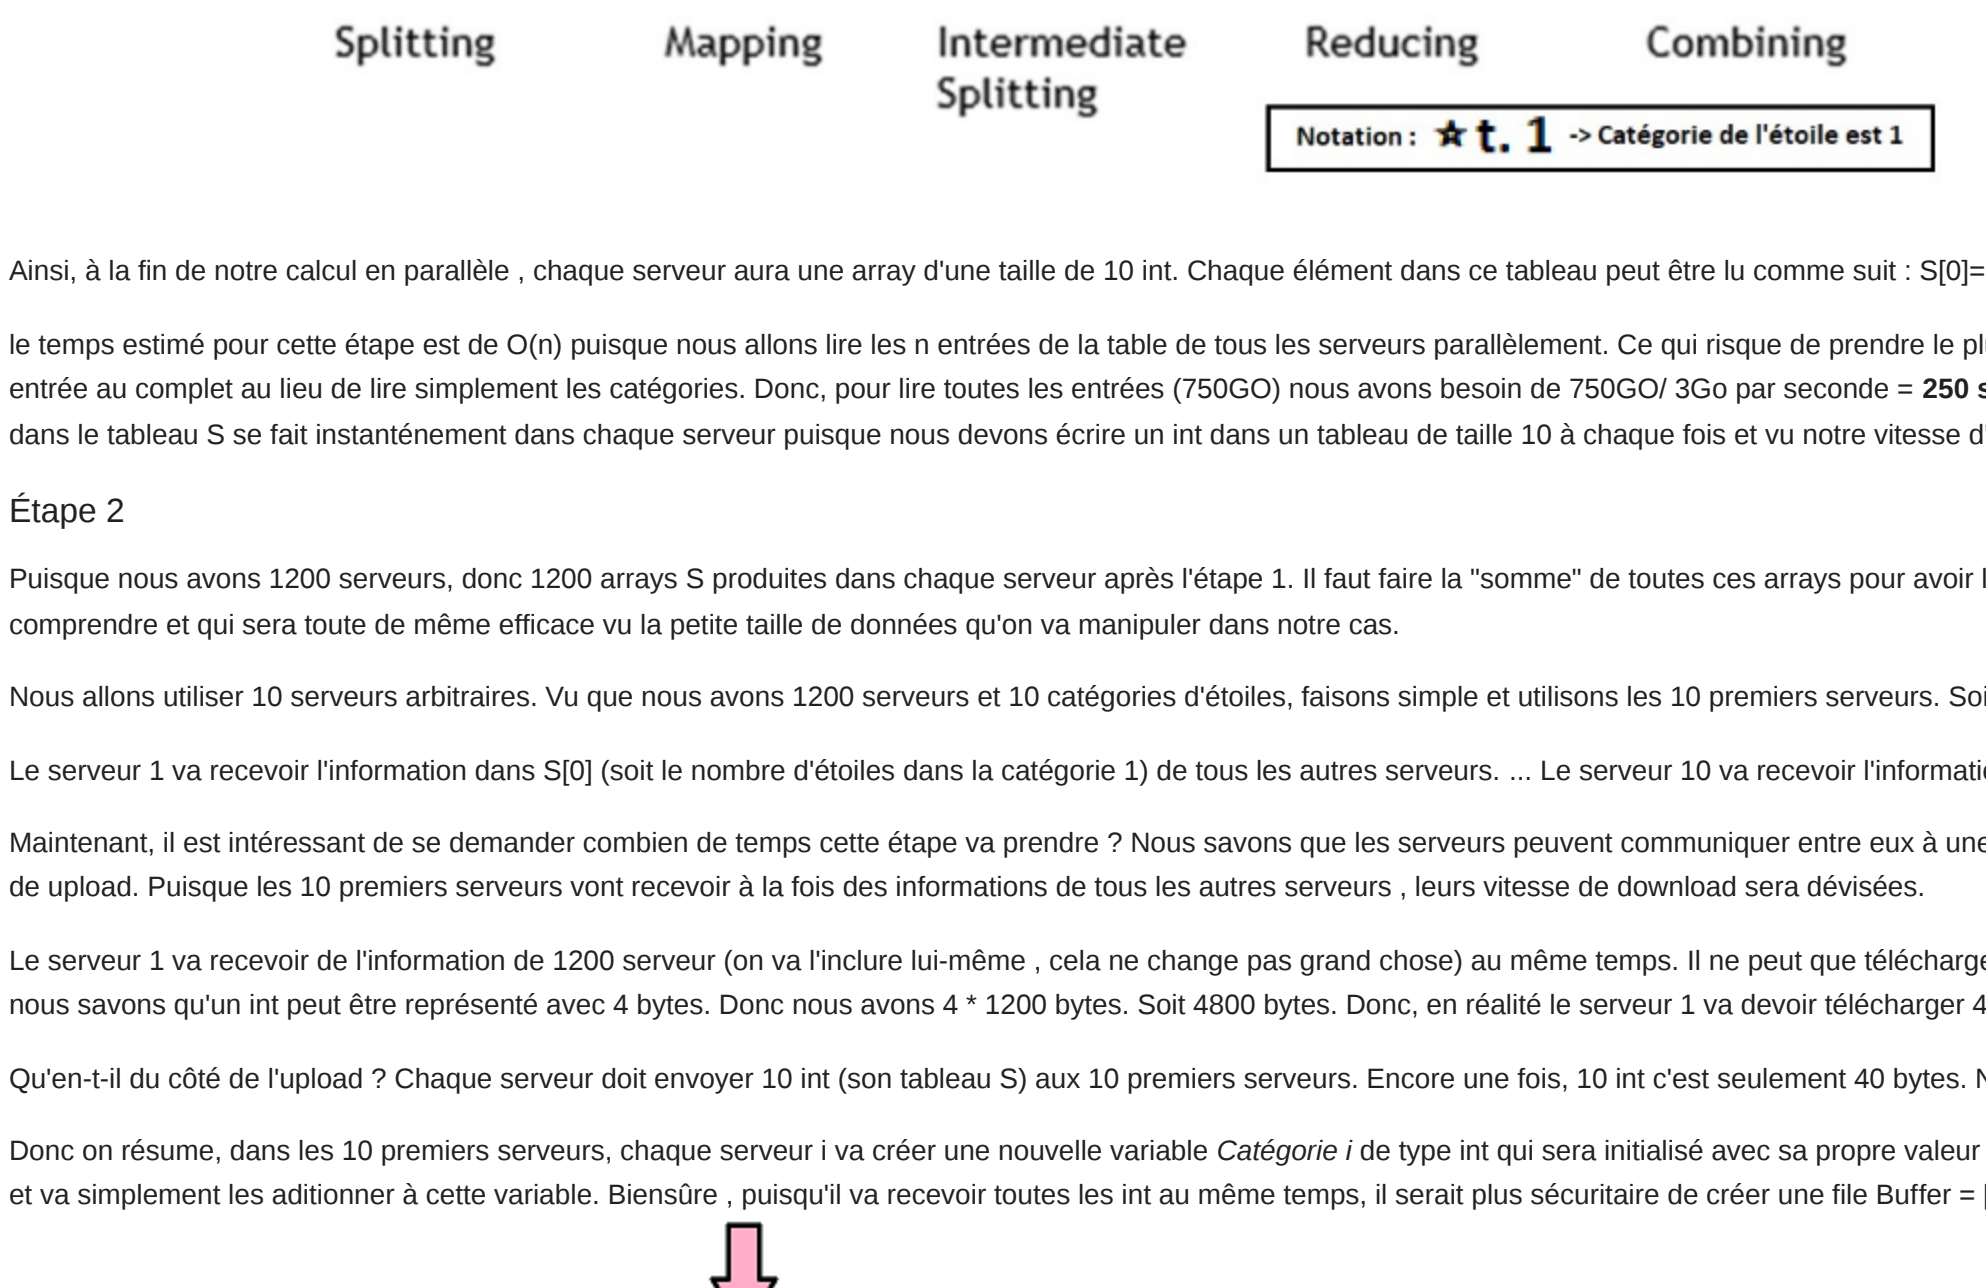 Splitting Mapping Intermediate Splitting Reducing Combining
Notation : ☆ t. 1 -> Catégorie de l'étoile est 1
Ainsi, à la fin de notre calcul en parallèle , chaque serveur aura une array d'une taille de 10 int. Chaque élément dans ce tableau peut être lu comme suit : S[0]=
le temps estimé pour cette étape est de O(n) puisque nous allons lire les n entrées de la table de tous les serveurs parallèlement. Ce qui risque de prendre le
entrée au complet au lieu de lire simplement les catégories. Donc, pour lire toutes les entrées (750GO) nous avons besoin de 750GO/ 3Go par seconde = 250
dans le tableau S se fait instanténement dans chaque serveur puisque nous devons écrire un int dans un tableau de taille 10 à chaque fois et vu notre vitesse d'
Étape 2
Puisque nous avons 1200 serveurs, donc 1200 arrays S produites dans chaque serveur après l'étape 1. Il faut faire la "somme" de toutes ces arrays pour avoir
comprendre et qui sera toute de même efficace vu la petite taille de données qu'on va manipuler dans notre cas.
Nous allons utiliser 10 serveurs arbitraires. Vu que nous avons 1200 serveurs et 10 catégories d'étoiles, faisons simple et utilisons les 10 premiers serveurs.
Le serveur 1 va recevoir l'information dans S[0] (soit le nombre d'étoiles dans la catégorie 1) de tous les autres serveurs. ... Le serveur 10 va recevoir
Maintenant, il est intéressant de se demander combien de temps cette étape va prendre ? Nous savons que les serveurs peuvent communiquer entre eux à une
de upload. Puisque les 10 premiers serveurs vont recevoir à la fois des informations de tous les autres serveurs , leurs vitesse de download sera dévisées.
Le serveur 1 va recevoir de l'information de 1200 serveur (on va l'inclure lui-même , cela ne change pas grand chose) au même temps. Il ne peut que
nous savons qu'un int peut être représenté avec 4 bytes. Donc nous avons 4 * 1200 bytes. Soit 4800 bytes. Donc, en réalité le serveur 1 va devoir télécharger
Qu'en-t-il du côté de l'upload ? Chaque serveur doit envoyer 10 int (son tableau S) aux 10 premiers serveurs. Encore une fois, 10 int c'est seulement 40 bytes.
Donc on résume, dans les 10 premiers serveurs, chaque serveur i va créer une nouvelle variable Catégorie i de type int qui sera initialisé avec sa propre valeur
et va simplement les aditionner à cette variable. Biensûre , puisqu'il va recevoir toutes les int au même temps, il serait plus sécuritaire de créer une file Buffer =